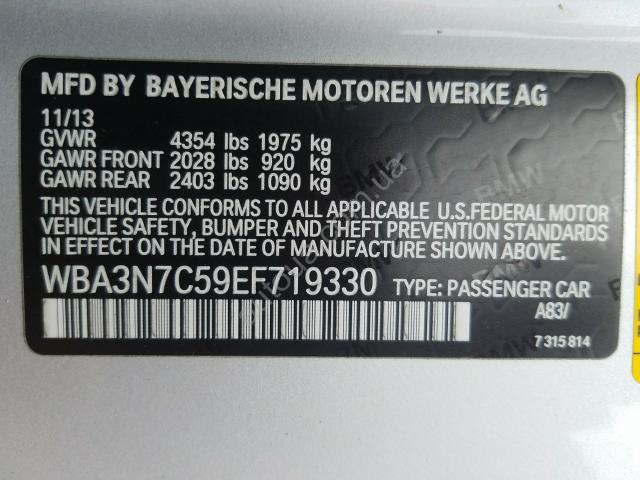 MFD BY BAYERISCHE MOTOREN WERKE AG
11/13
GVWR 4354 lbs 1975 kg
GAWR FRONT 2028 lbs 920 kg
GAWR REAR 2403 lbs 1090 kg
THIS VEHICLE CONFORMS TO ALL APPLICABLE U.S.FEDERAL MOTOR
VEHICLE SAFETY, BUMPER AND THEFT PREVENTION STANDARDS
IN EFFECT ON THE DATE OF MANUFACTURE SHOWN ABOVE.
WBA3N7C59EF719330 TYPE: PASSENGER CAR
A83/
7 315 814
BMW
BMW
BMW